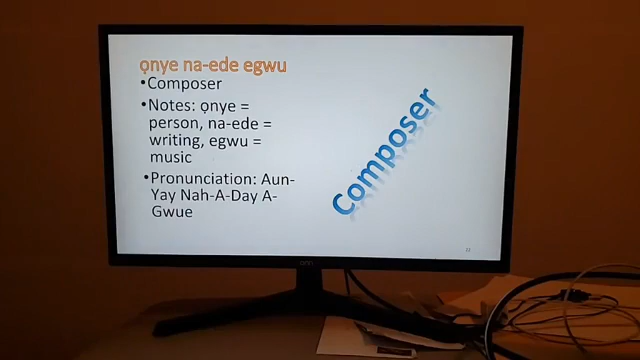 ọnye na-ede egwu
•Composer
•Notes: ọnye =
person, na-ede =
writing, egwu =
music
•Pronunciation: Aun-
Yay Nah-A-Day A-
Gwue
Composer
onn